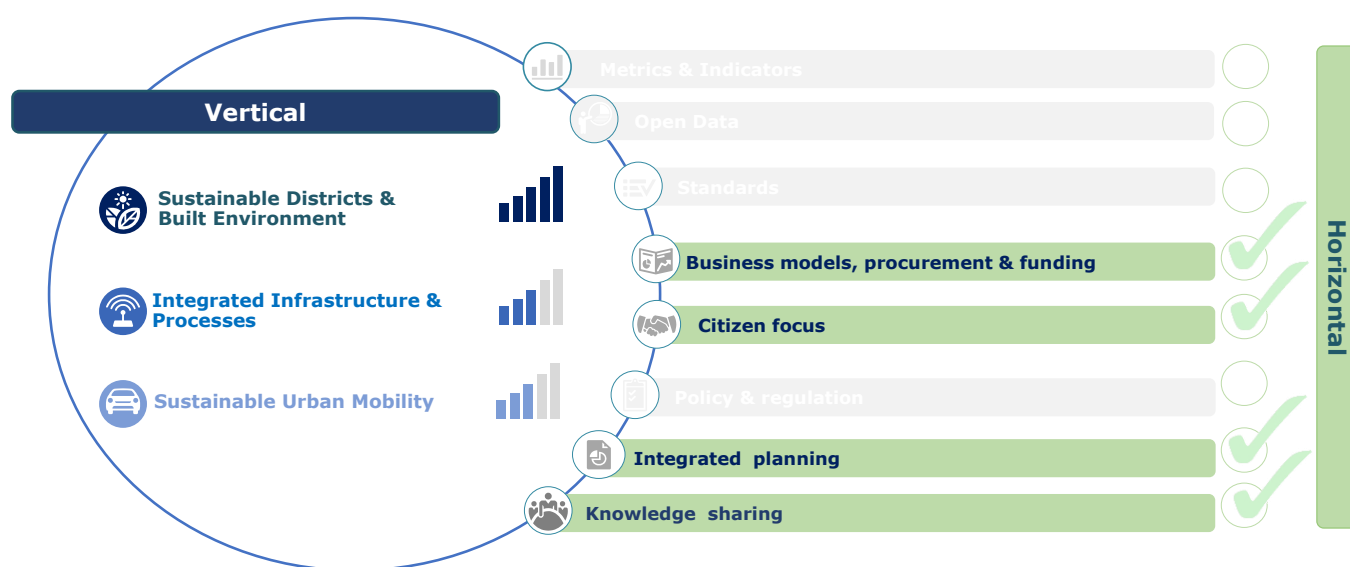 Vertical
Sustainable Districts &
Built Environment
Integrated Infrastructure &
Processes
Sustainable Urban Mobility
Metrics & Indicators
Open Data
Standards
Business models, procurement & funding
Citizen focus
Policy & regulation
Integrated planning
Knowledge sharing
Horizontal